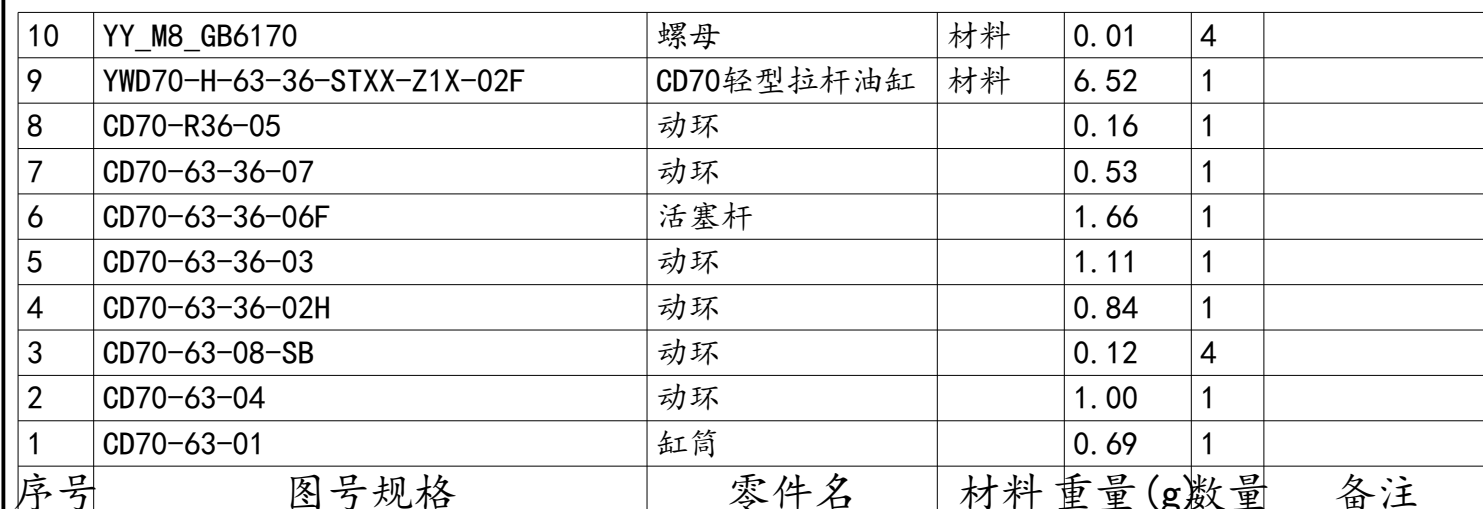 10 YY_M8_GB6170 螺母 材料 0.01 4
9 YWD70-H-63-36-STXX-Z1X-02F CD70轻型拉杆油缸 材料 6.52 1
8 CD70-R36-05 动环 0.16 1
7 CD70-63-36-07 动环 0.53 1
6 CD70-63-36-06F 活塞杆 1.66 1
5 CD70-63-36-03 动环 1.11 1
4 CD70-63-36-02H 动环 0.84 1
3 CD70-63-08-SB 动环 0.12 4
2 CD70-63-04 动环 1.00 1
1 CD70-63-01 缸筒 0.69 1
序号 图号规格 零件名 材料 重量(g) 数量 备注